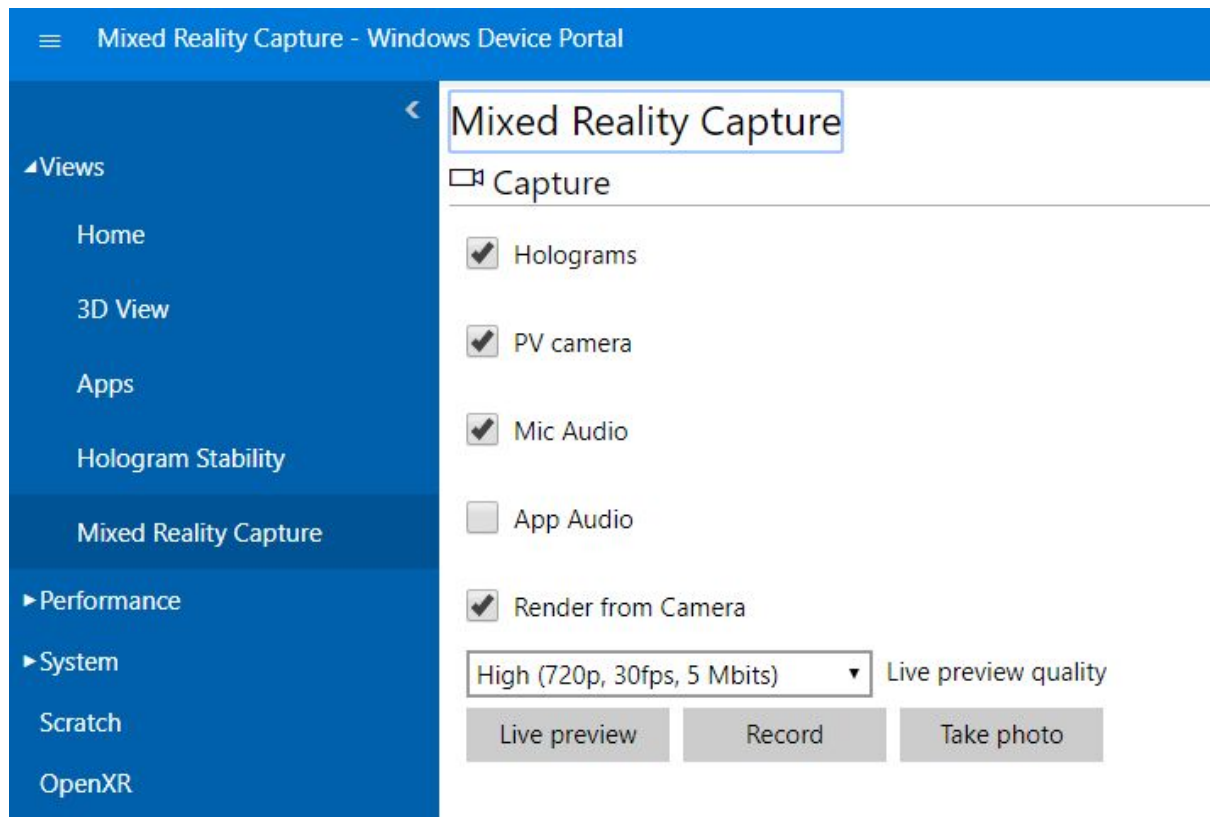 Mixed Reality Capture - Windows Device Portal
Views
Home
3D View
Apps
Hologram Stability
Mixed Reality Capture
Performance
System
Scratch
OpenXR
Mixed Reality Capture
Capture
Holograms
PV camera
Mic Audio
App Audio
Render from Camera
High (720p, 30fps, 5 Mbits) Live preview quality
Live preview Record Take photo